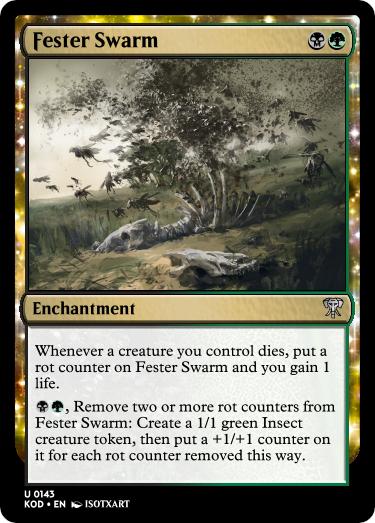 Fester Swarm
Enchantment
Whenever a creature you control dies, put a
rot counter on Fester Swarm and you gain 1
life.
, Remove two or more rot counters from
Fester Swarm: Create a 1/1 green Insect
creature token, then put a +1/+1 counter on
it for each rot counter removed this way.
U 0143
KOD • EN ISOTXART